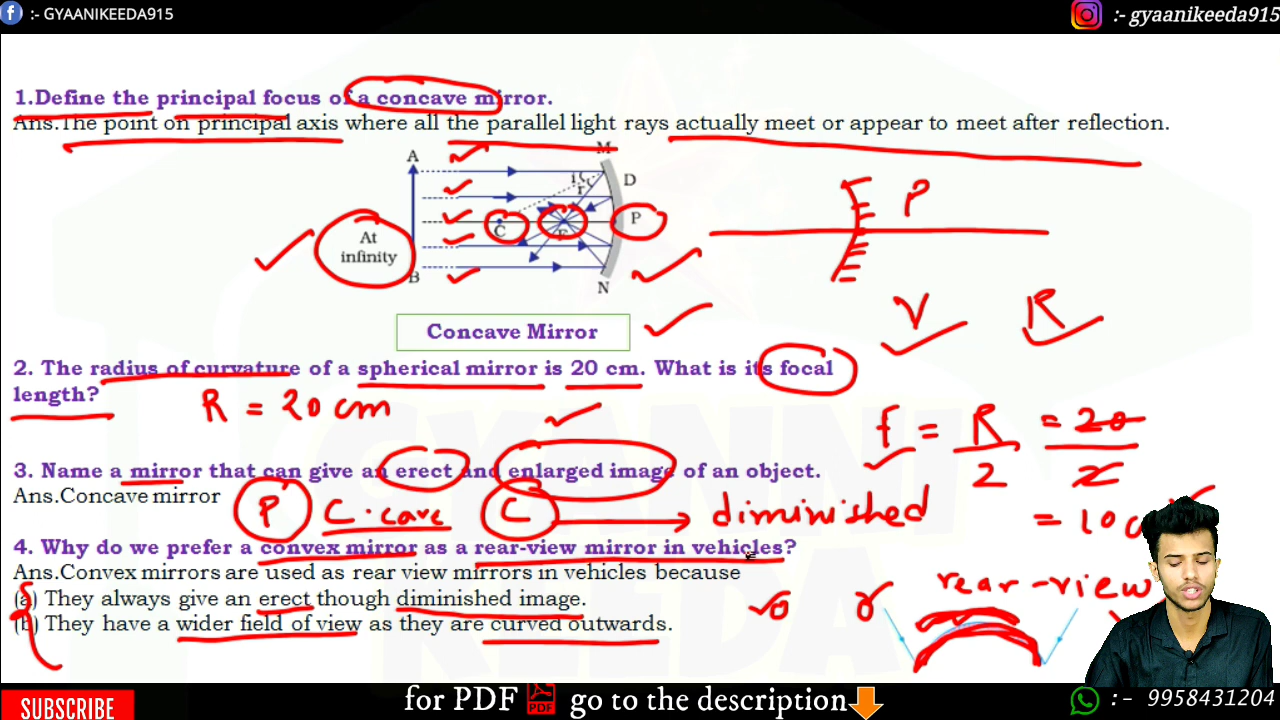 :- GYAANIKEEDA915
:- gyaanikeeda915
1.Define the principal focus of a concave mirror.
Ans.The point on principal axis where all the parallel light rays actually meet or appear to meet after reflection.
A
M
D
i
r
P
C
F
At
infinity
B
N
P
V R
Concave Mirror
2. The radius of curvature of a spherical mirror is 20 cm. What is its focal
length?
R = 20 cm
f = R/2 = 20/2
= 10 c
3. Name a mirror that can give an erect and enlarged image of an object.
Ans.Concave mirror
P C.cave C diminished
4. Why do we prefer a convex mirror as a rear-view mirror in vehicles?
Ans.Convex mirrors are used as rear view mirrors in vehicles because
(a) They always give an erect though diminished image.
(b) They have a wider field of view as they are curved outwards.
rear-view
SUBSCRIBE
for PDF PDF go to the description
:- 9958431204